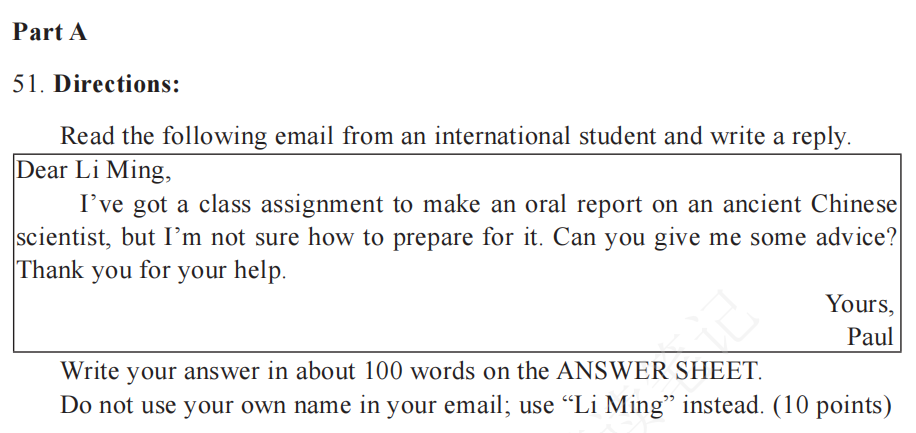 Part A
51. Directions:
Read the following email from an international student and write a reply.
Dear Li Ming,
I’ve got a class assignment to make an oral report on an ancient Chinese
scientist, but I’m not sure how to prepare for it. Can you give me some advice?
Thank you for your help.
Yours,
Paul
Write your answer in about 100 words on the ANSWER SHEET.
Do not use your own name in your email; use “Li Ming” instead. (10 points)